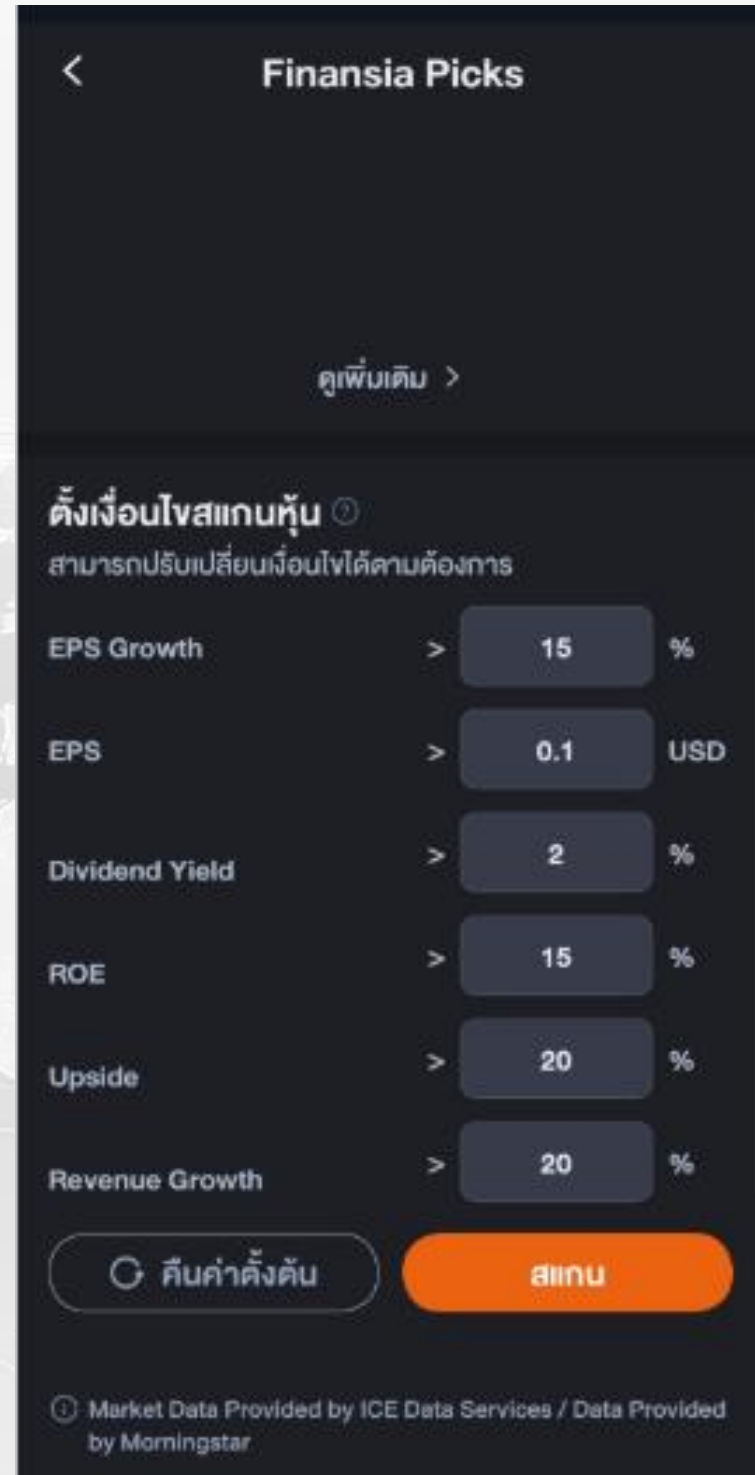 Finansia Picks
ดูเพิ่มเติม >
ตั้งเงื่อนไขสแกนหุ้น
สามารถปรับเปลี่ยนเงื่อนไขได้ตามต้องการ
EPS Growth > 15 %
EPS > 0.1 USD
Dividend Yield > 2 %
ROE > 15 %
Upside > 20 %
Revenue Growth > 20 %
คืนค่าตั้งต้น สแกน
Market Data Provided by ICE Data Services / Data Provided
by Morningstar